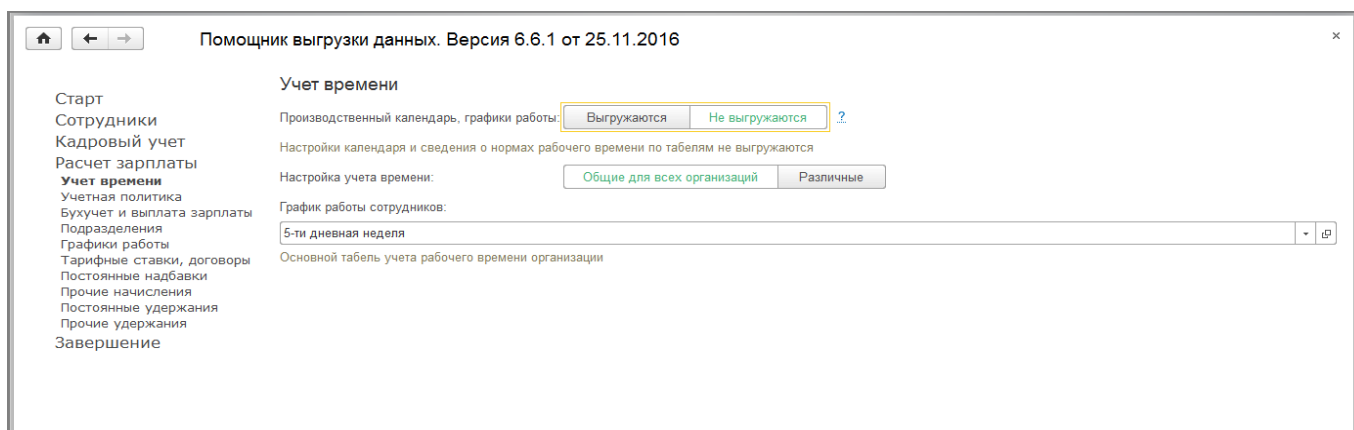 Помощник выгрузки данных. Версия 6.6.1 от 25.11.2016
Старт
Сотрудники
Кадровый учет
Расчет зарплаты
Учет времени
Учетная политика
Бухучет и выплата зарплаты
Подразделения
Графики работы
Тарифные ставки, договоры
Постоянные надбавки
Прочие начисления
Постоянные удержания
Прочие удержания
Завершение
Учет времени
Производственный календарь, графики работы: Выгружаются Не выгружаются ?
Настройки календаря и сведения о нормах рабочего времени по табелям не выгружаются
Настройка учета времени: Общие для всех организаций Различные
График работы сотрудников:
5-ти дневная неделя
Основной табель учета рабочего времени организации